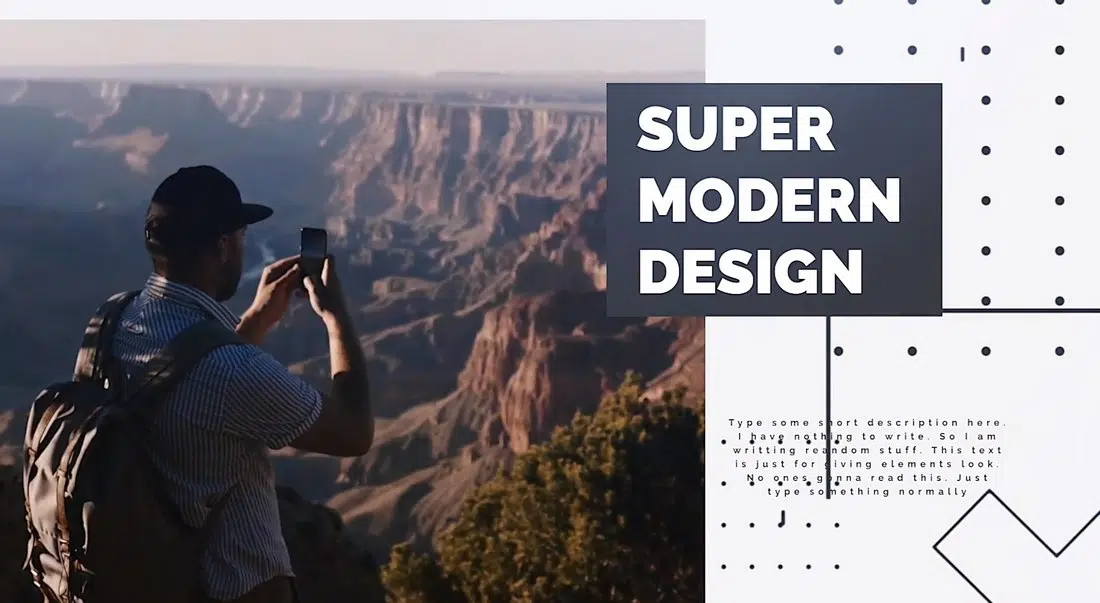 SUPER
MODERN
DESIGN
Type some short description here.
I have nothing to write. So I am
writting reandom stuff. This text
is just for giving elements look.
No ones gonna read this. Just
type something normally